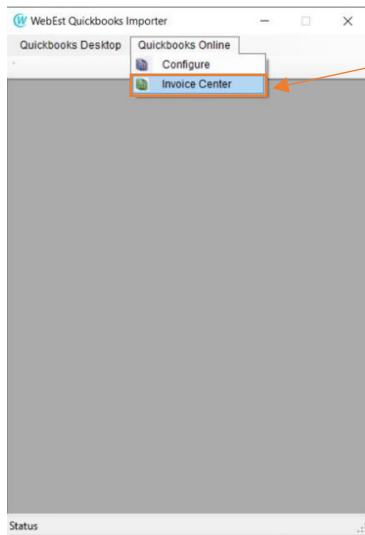 WebEst Quickbooks Importer
Quickbooks Desktop Quickbooks Online
Configure
Invoice Center
Status